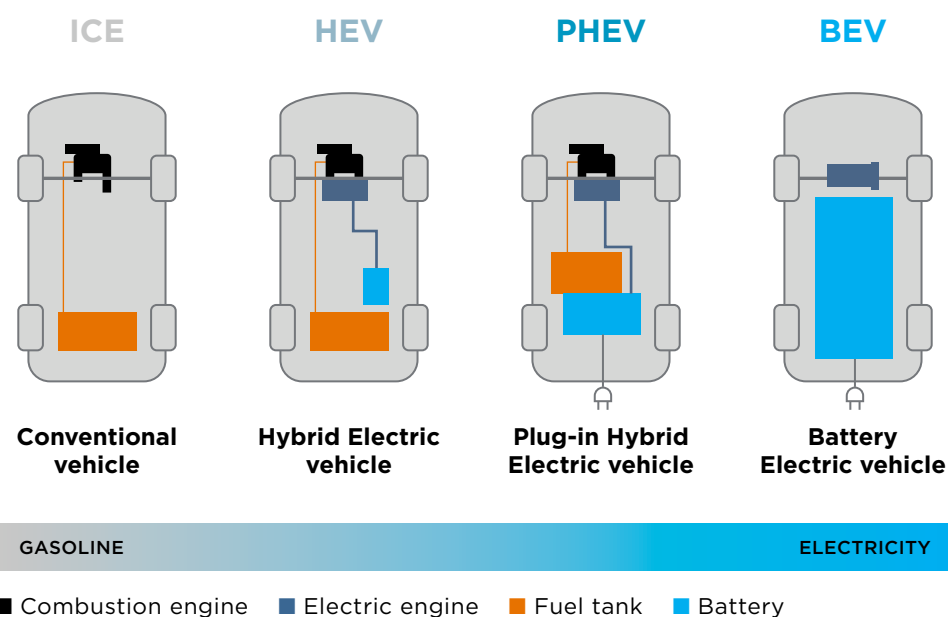 ICE
HEV
PHEV
BEV
Conventional
vehicle
Hybrid Electric
vehicle
Plug-in Hybrid
Electric vehicle
Battery
Electric vehicle
GASOLINE
ELECTRICITY
Combustion engine
Electric engine
Fuel tank
Battery